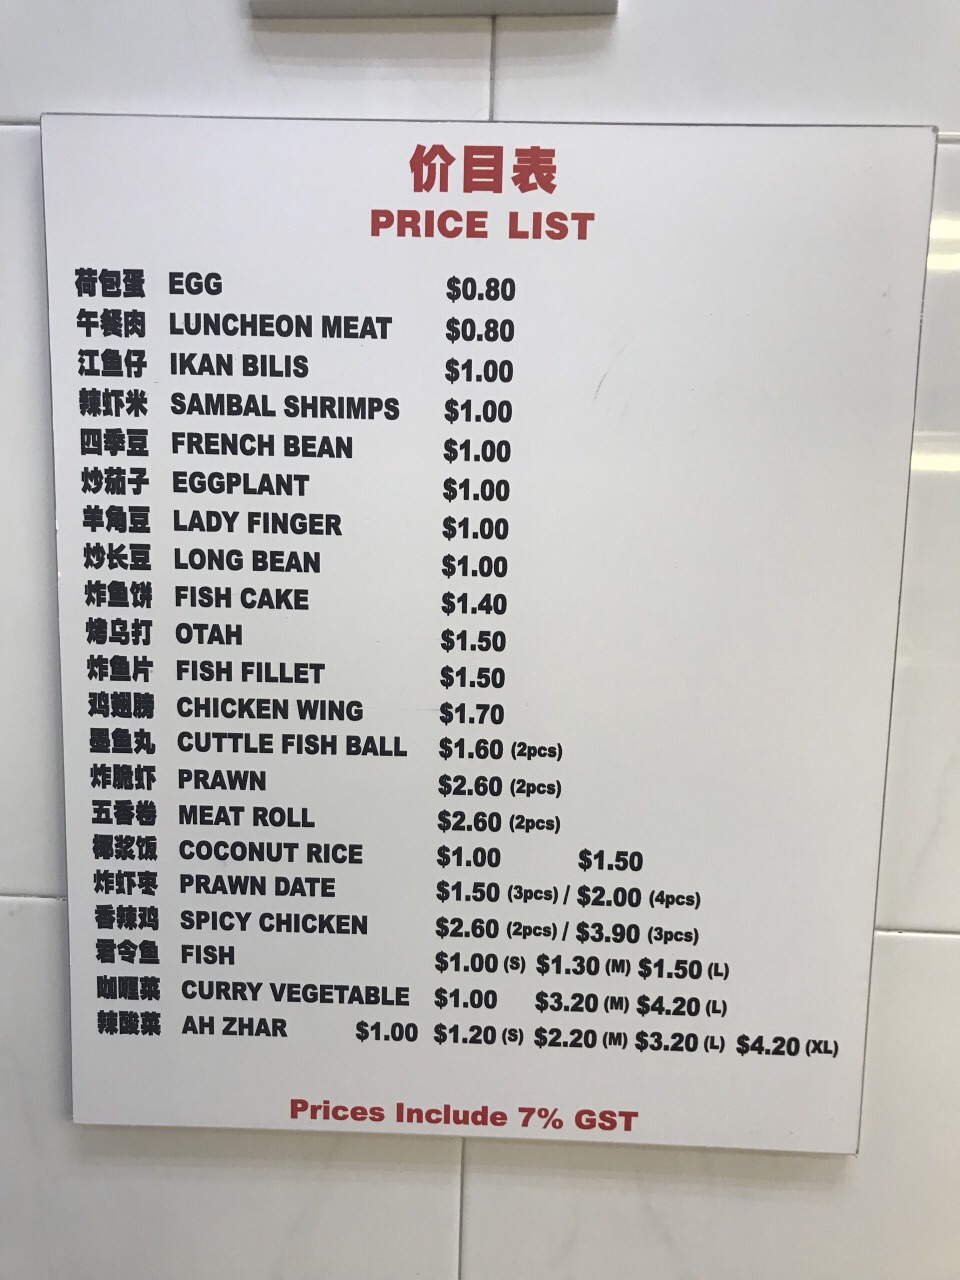 价目表
PRICE LIST
荷包蛋 EGG $0.80
午餐肉 LUNCHEON MEAT $0.80
江鱼仔 IKAN BILIS $1.00
辣虾米 SAMBAL SHRIMPS $1.00
四季豆 FRENCH BEAN $1.00
炒茄子 EGGPLANT $1.00
羊角豆 LADY FINGER $1.00
炒长豆 LONG BEAN $1.00
炸鱼饼 FISH CAKE $1.40
烤乌打 OTAH $1.50
炸鱼片 FISH FILLET $1.50
鸡翅膀 CHICKEN WING $1.70
墨鱼丸 CUTTLE FISH BALL $1.60 (2pcs)
炸脆虾 PRAWN $2.60 (2pcs)
五香卷 MEAT ROLL $2.60 (2pcs)
椰浆饭 COCONUT RICE $1.00 $1.50
炸虾枣 PRAWN DATE $1.50 (3pcs) / $2.00 (4pcs)
香辣鸡 SPICY CHICKEN $2.60 (2pcs) / $3.90 (3pcs)
君令鱼 FISH $1.00 (S) $1.30 (M) $1.50 (L)
咖喱菜 CURRY VEGETABLE $1.00 $3.20 (M) $4.20 (L)
辣酸菜 AH ZHAR $1.00 $1.20 (S) $2.20 (M) $3.20 (L) $4.20 (XL)
Prices Include 7% GST